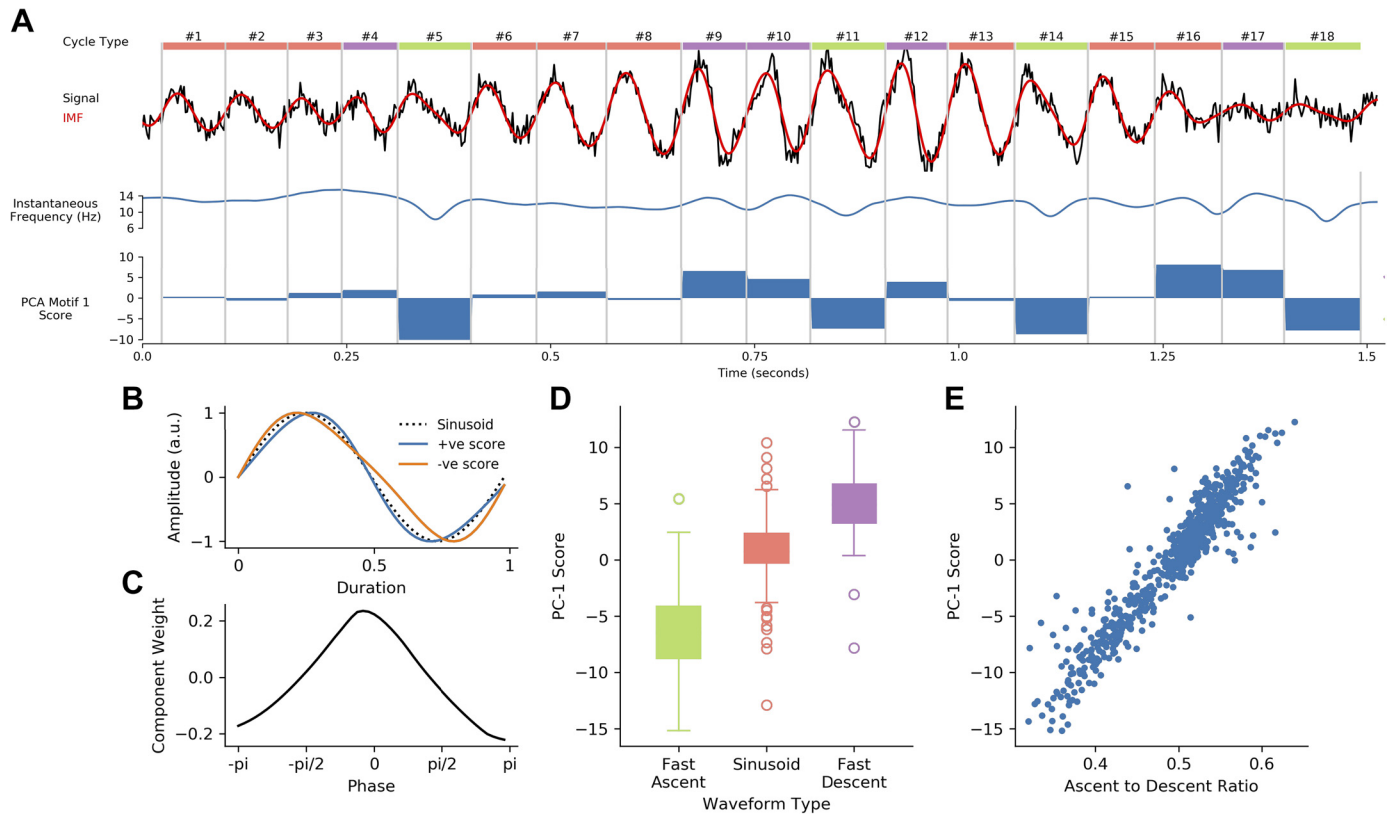 A
Cycle Type
#1 #2 #3 #4 #5 #6 #7 #8 #9 #10 #11 #12 #13 #14 #15 #16 #17 #18
Signal
IMF
Instantaneous
Frequency (Hz)
14
10
6
PCA Motif 1
Score
10
5
0
−5
−10
0.0 0.25 0.5 0.75 1.0 1.25 1.5
Time (seconds)
B
Amplitude (a.u.)
1
0
−1
Sinusoid
+ve score
-ve score
0 0.5 1
Duration
C
Component Weight
0.2
0.0
−0.2
-pi -pi/2 0 pi/2 pi
Phase
D
PC-1 Score
10
5
0
−5
−10
−15
Fast Sinusoid Fast
Ascent Descent
Waveform Type
E
PC-1 Score
10
5
0
−5
−10
−15
0.4 0.5 0.6
Ascent to Descent Ratio